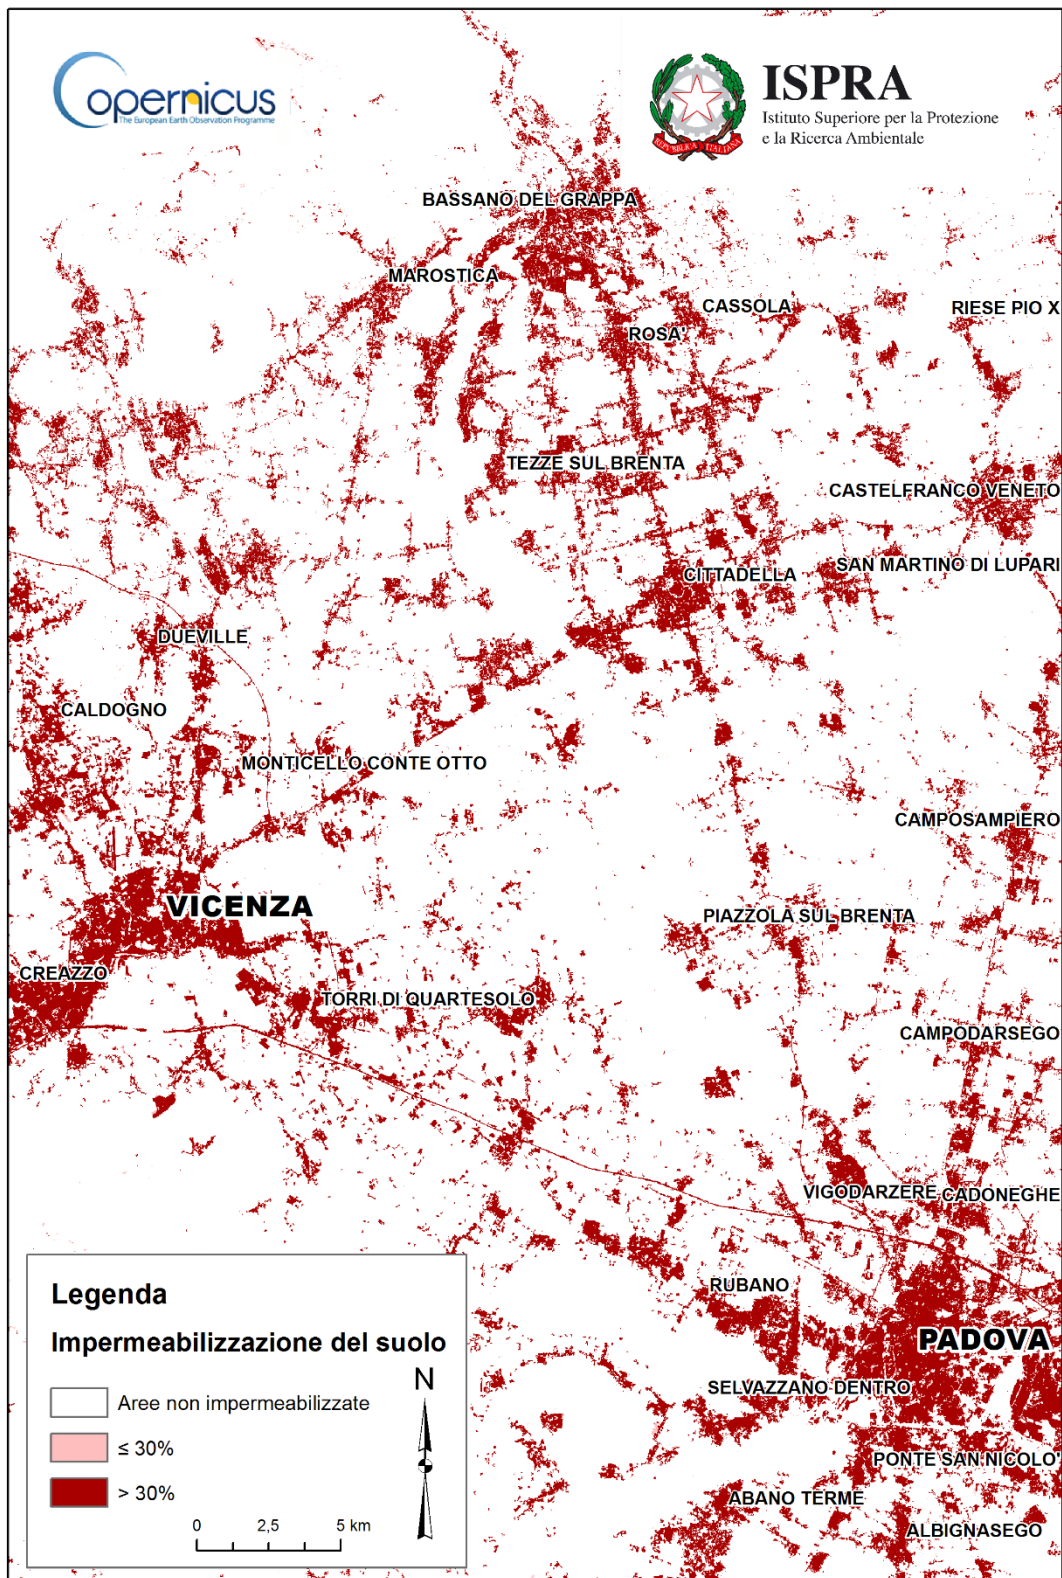 opernicus
The European Earth Observation Programme
REPVBBLICA ITALIANA
ISPRA
Istituto Superiore per la Protezione
e la Ricerca Ambientale
BASSANO DEL GRAPPA
MAROSTICA
CASSOLA
RIESE PIO X
ROSA'
TEZZE SUL BRENTA
CASTELFRANCO VENETO
SAN MARTINO DI LUPARI
CITTADELLA
DUEVILLE
CALDOGNO
MONTICELLO CONTE OTTO
CAMPOSAMPIERO
VICENZA
PIAZZOLA SUL BRENTA
CREAZZO
TORRI DI QUARTESOLO
CAMPODARSEGO
VIGODARZERE
CADONEGHE
RUBANO
PADOVA
SELVAZZANO DENTRO
PONTE SAN NICOLO'
ABANO TERME
ALBIGNASEGO
Legenda
Impermeabilizzazione del suolo
Aree non impermeabilizzate
≤ 30%
> 30%
N
0 2,5 5 km